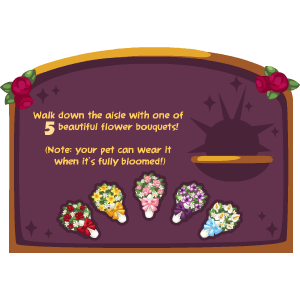 Walk down the aisle with one of
5 beautiful flower bouquets!
(Note: your pet can wear it
when it's fully bloomed!)